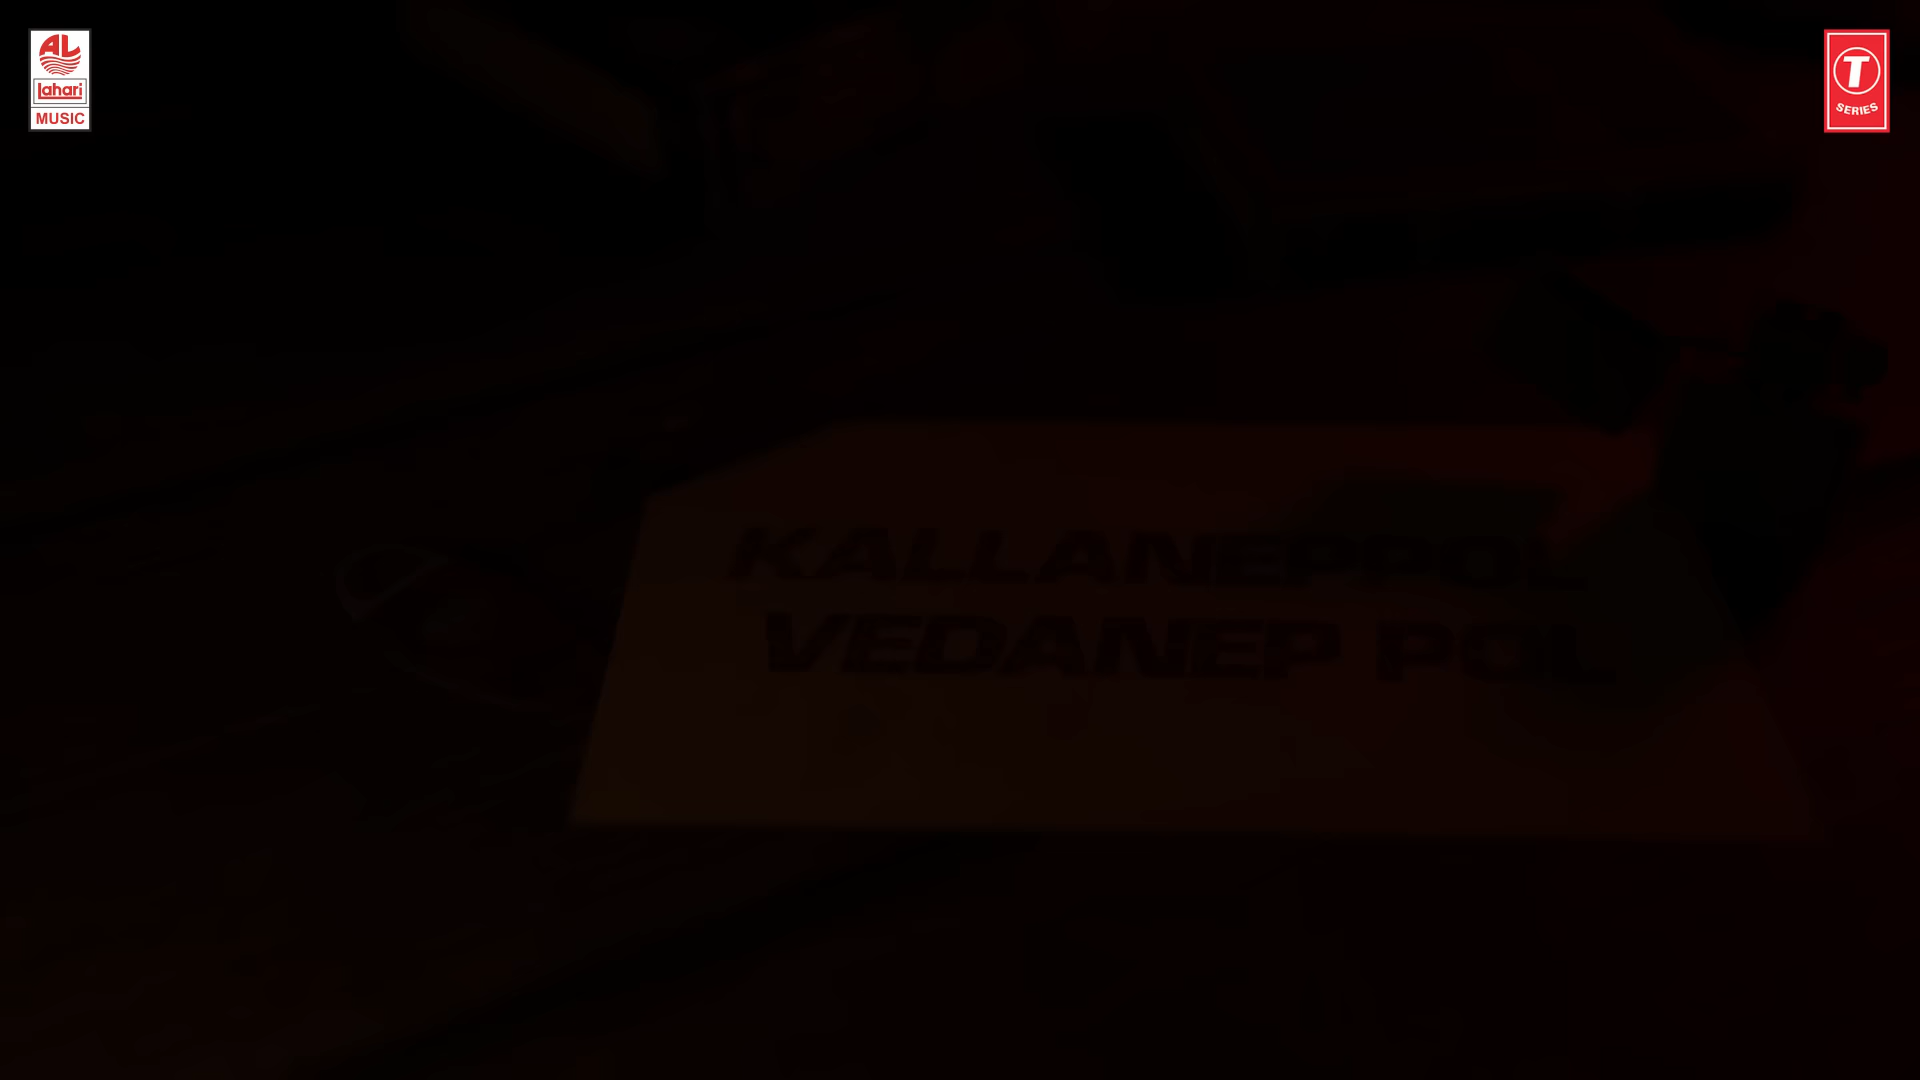 AL
lahari
MUSIC
T
SERIES
KALLANEPPOL
VEDANEP POL